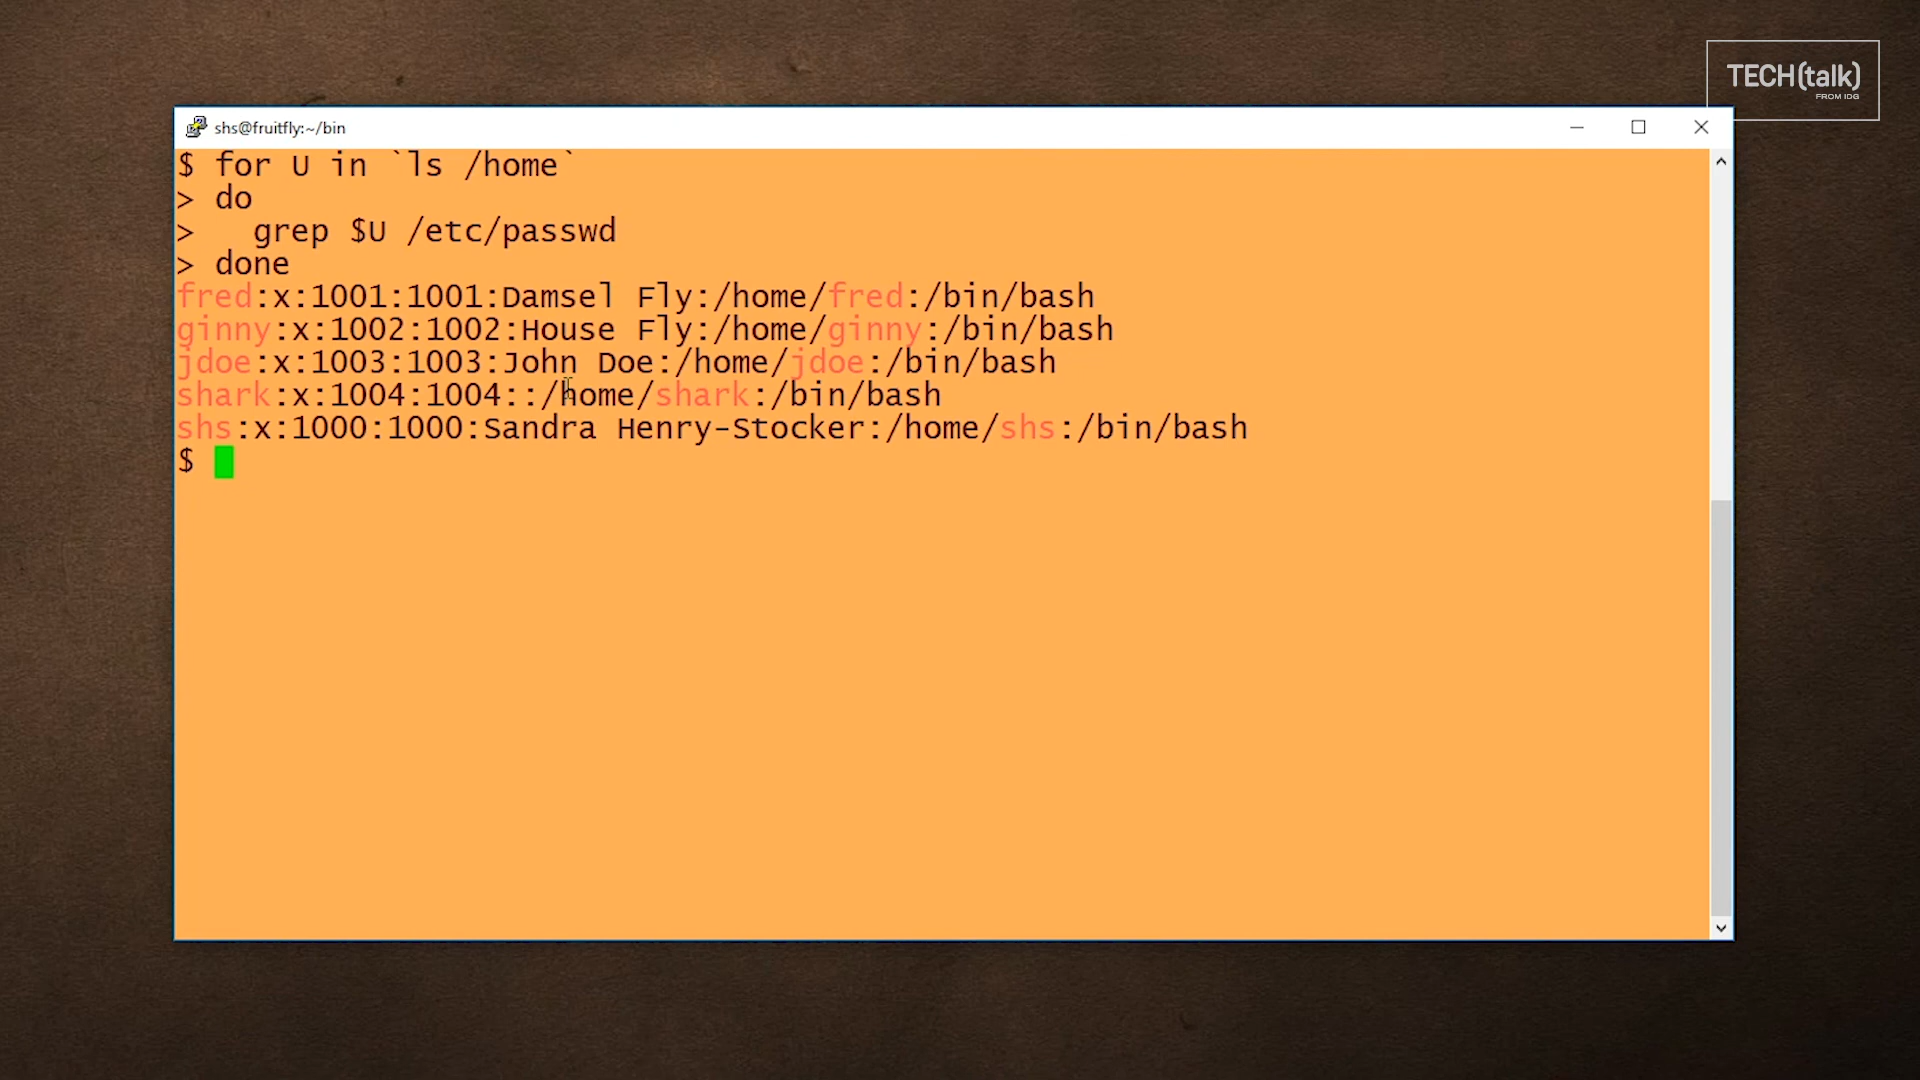 TECH(talk)
FROM IDG
shs@fruitfly:~/bin
$ for U in `ls /home`
> do
>   grep $U /etc/passwd
> done
fred:x:1001:1001:Damsel Fly:/home/fred:/bin/bash
ginny:x:1002:1002:House Fly:/home/ginny:/bin/bash
jdoe:x:1003:1003:John Doe:/home/jdoe:/bin/bash
shark:x:1004:1004::/home/shark:/bin/bash
shs:x:1000:1000:Sandra Henry-Stocker:/home/shs:/bin/bash
$